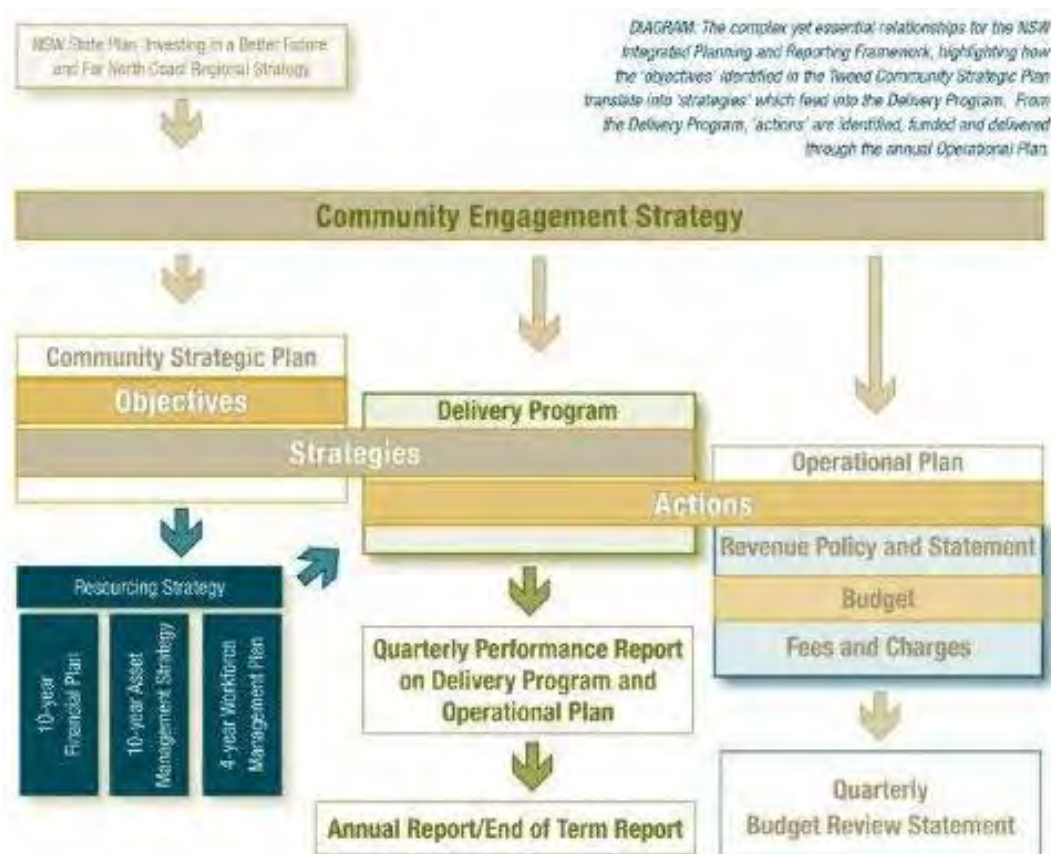 NSW State Plan Investing in a Better Future
and Far North Coast Regional Strategy
DIAGRAM: The complex yet essential relationships for the NSW
Integrated Planning and Reporting Framework, highlighting how
the 'objectives' identified in the Tweed Community Strategic Plan
translate into 'strategies' which feed into the Delivery Program. From
the Delivery Program, 'actions' are identified, funded and delivered
through the annual Operational Plan.
Community Engagement Strategy
Community Strategic Plan
Objectives
Delivery Program
Strategies
Operational Plan
Actions
Revenue Policy and Statement
Budget
Fees and Charges
Resourcing Strategy
10-year
Financial Plan
10-year Asset
Management Strategy
4-year Workforce
Management Plan
Quarterly Performance Report
on Delivery Program and
Operational Plan
Annual Report/End of Term Report
Quarterly
Budget Review Statement